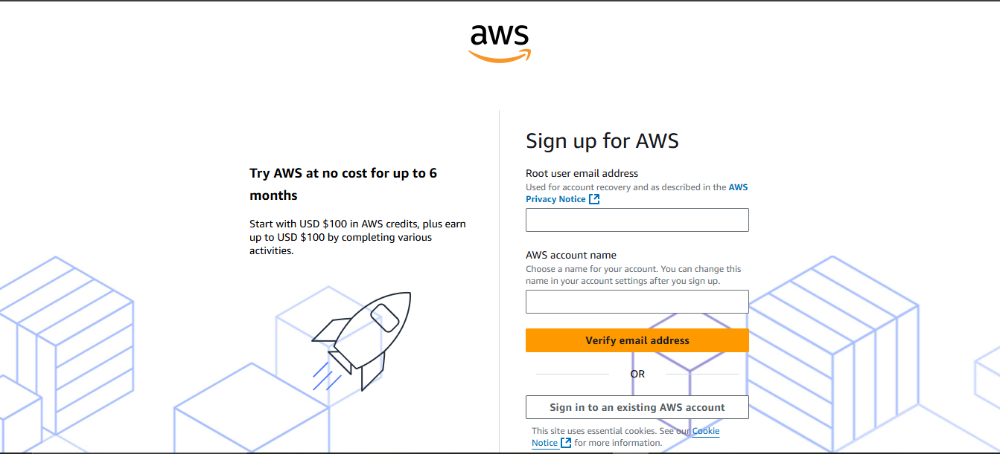 aws
Try AWS at no cost for up to 6
months
Start with USD $100 in AWS credits, plus earn
up to USD $100 by completing various
activities.
Sign up for AWS
Root user email address
Used for account recovery and as described in the AWS
Privacy Notice
AWS account name
Choose a name for your account. You can change this
name in your account settings after you sign up.
Verify email address
OR
Sign in to an existing AWS account
This site uses essential cookies. See our Cookie
Notice for more information.